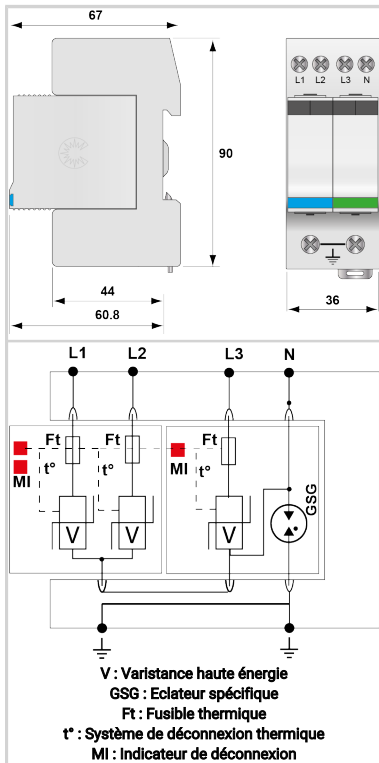 67
90
44
60.8
L1 L2 L3 N
36
L1 L2 L3 N
Ft Ft Ft
t° t° t°
MI MI
V V V
GSG
V : Varistance haute énergie
GSG : Eclateur spécifique
Ft : Fusible thermique
t° : Système de déconnexion thermique
MI : Indicateur de déconnexion